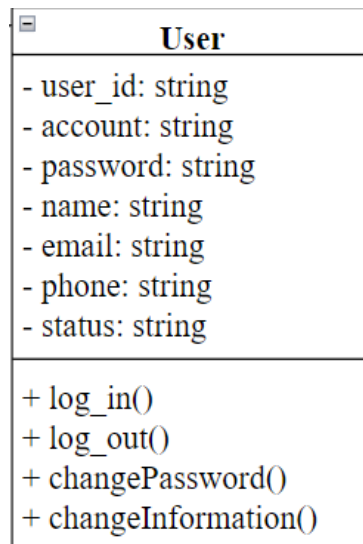 User
- user_id: string
- account: string
- password: string
- name: string
- email: string
- phone: string
- status: string
+ log_in()
+ log_out()
+ changePassword()
+ changeInformation()